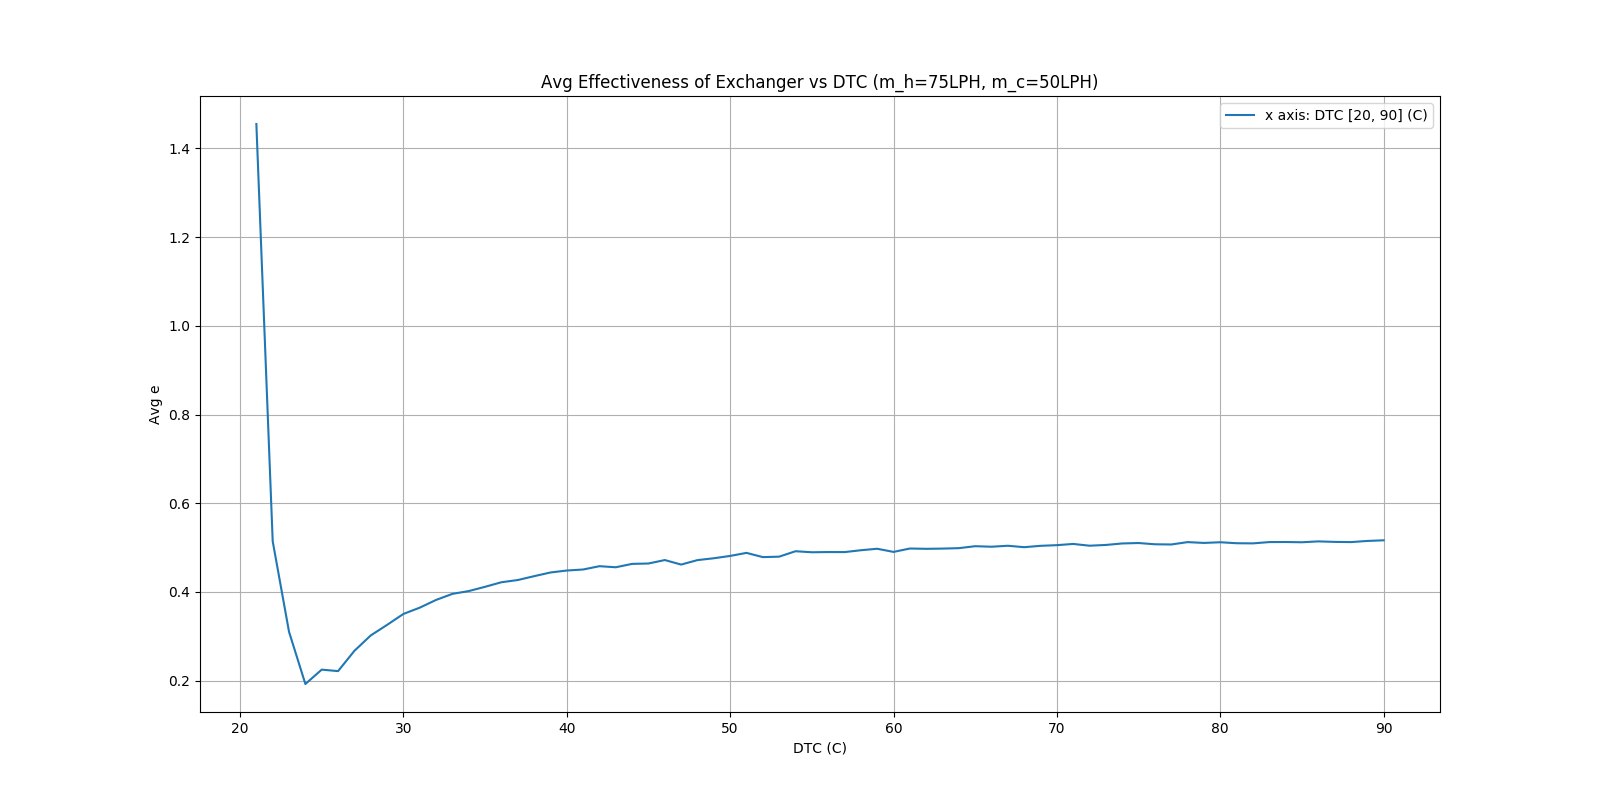 Avg Effectiveness of Exchanger vs DTC (m_h=75LPH, m_c=50LPH)
x axis: DTC [20, 90] (C)
1.4
1.2
1.0
0.8
0.6
0.4
0.2
Avg e
20 30 40 50 60 70 80 90
DTC (C)